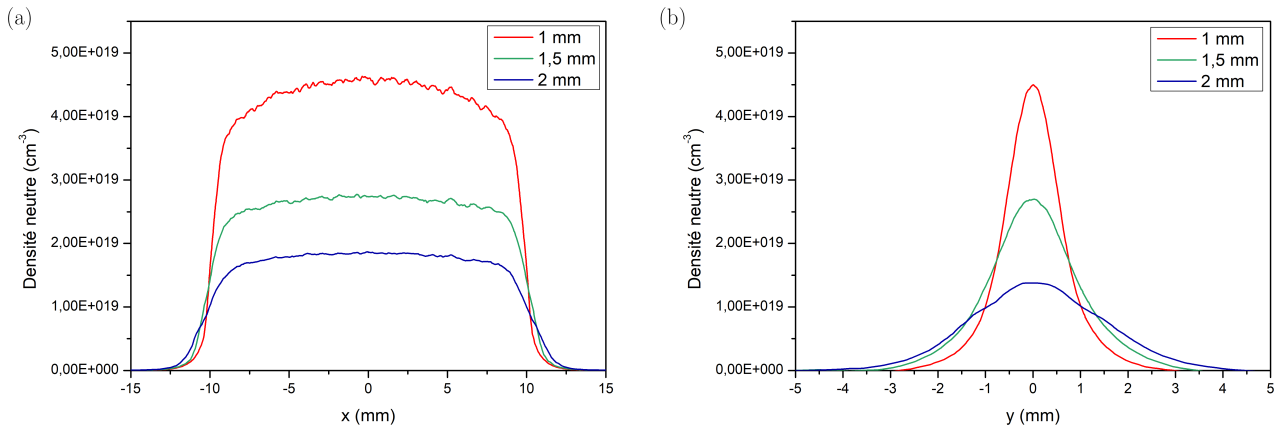 (a)
5,00E+019
4,00E+019
3,00E+019
2,00E+019
1,00E+019
0,00E+000
Densité neutre (cm⁻³)
1 mm
1,5 mm
2 mm
-15 -10 -5 0 5 10 15
x (mm)
(b)
5,00E+019
4,00E+019
3,00E+019
2,00E+019
1,00E+019
0,00E+000
Densité neutre (cm⁻³)
1 mm
1,5 mm
2 mm
-5 -4 -3 -2 -1 0 1 2 3 4 5
y (mm)